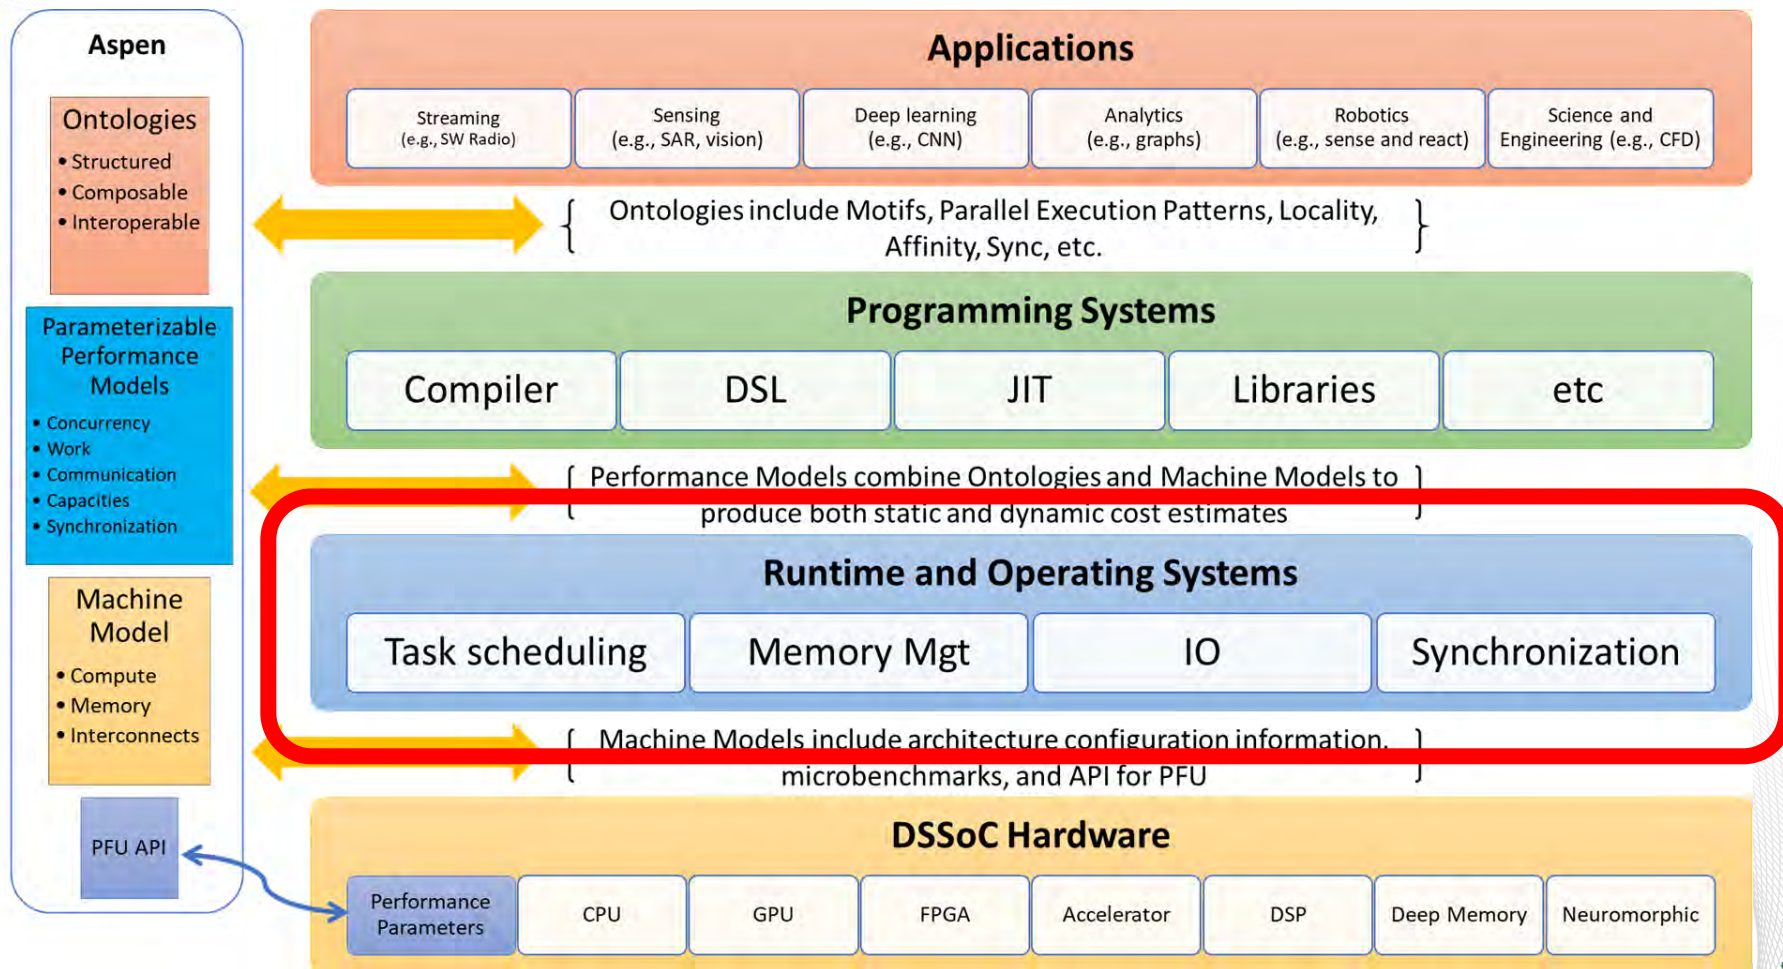 Aspen
Ontologies
• Structured
• Composable
• Interoperable
Parameterizable
Performance
Models
• Concurrency
• Work
• Communication
• Capacities
• Synchronization
Machine
Model
• Compute
• Memory
• Interconnects
PFU API
Applications
Streaming
(e.g., SW Radio)
Sensing
(e.g., SAR, vision)
Deep learning
(e.g., CNN)
Analytics
(e.g., graphs)
Robotics
(e.g., sense and react)
Science and
Engineering (e.g., CFD)
Ontologies include Motifs, Parallel Execution Patterns, Locality,
Affinity, Sync, etc.
Programming Systems
Compiler
DSL
JIT
Libraries
etc
Performance Models combine Ontologies and Machine Models to
produce both static and dynamic cost estimates
Runtime and Operating Systems
Task scheduling
Memory Mgt
IO
Synchronization
Machine Models include architecture configuration information,
microbenchmarks, and API for PFU
DSSoC Hardware
Performance
Parameters
CPU
GPU
FPGA
Accelerator
DSP
Deep Memory
Neuromorphic